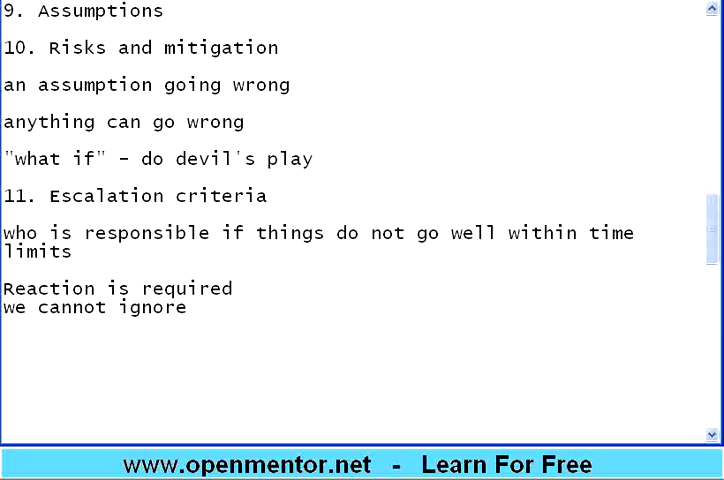 9. Assumptions
10. Risks and mitigation
an assumption going wrong
anything can go wrong
"what if" - do devil's play
11. Escalation criteria
who is responsible if things do not go well within time
limits
Reaction is required
we cannot ignore
www.openmentor.net - Learn For Free